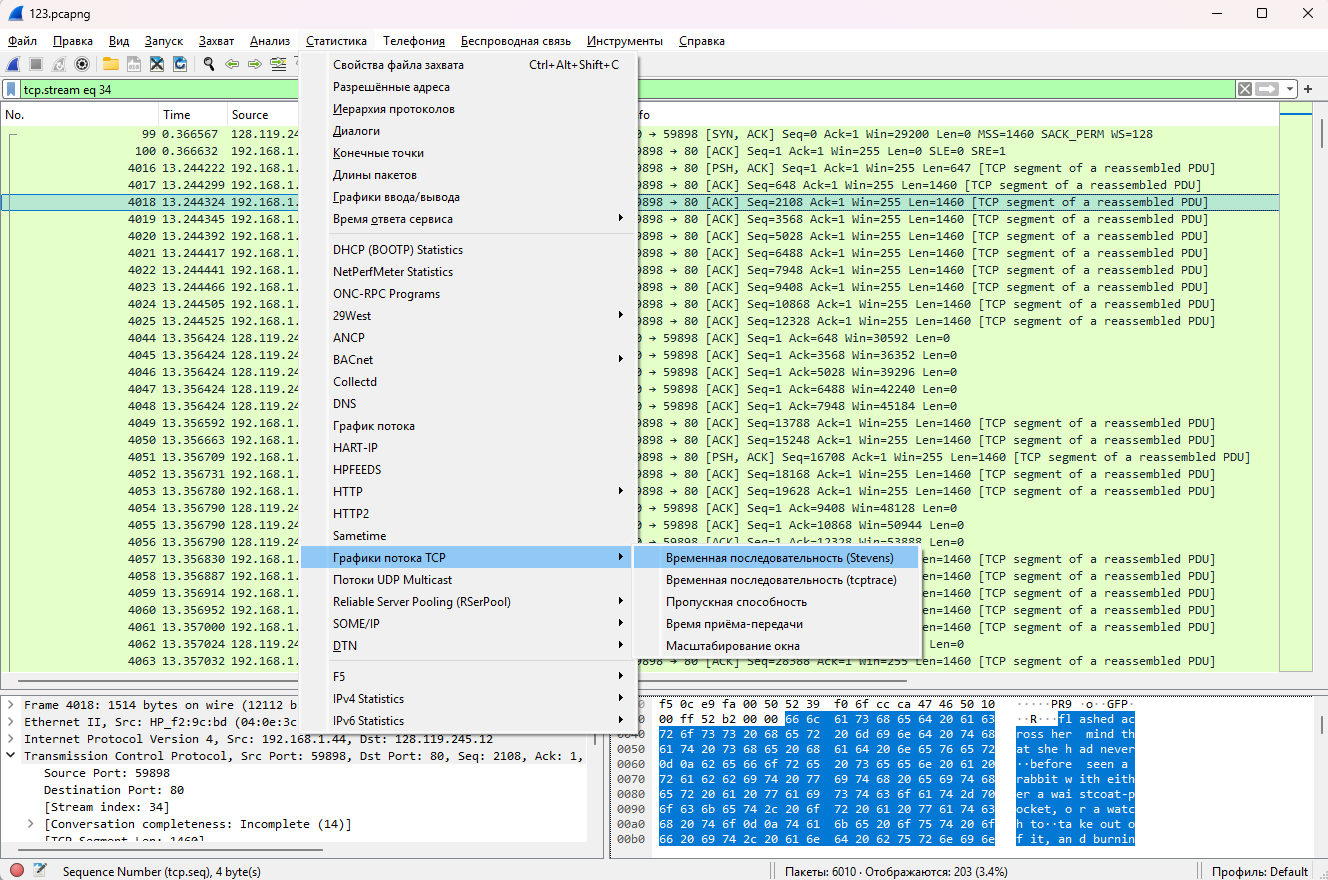 123.pcapng
Файл Правка Вид Запуск Захват Анализ Статистика Телефония Беспроводная связь Инструменты Справка
tcp.stream eq 34
No. Time Source fo
99 0.366567 128.119.24 0 → 59898 [SYN, ACK] Seq=0 Ack=1 Win=29200 Len=0 MSS=1460 SACK_PERM WS=128
100 0.366632 192.168.1. 9898 → 80 [ACK] Seq=1 Ack=1 Win=255 Len=0 SLE=0 SRE=1
4016 13.244222 192.168.1. 9898 → 80 [PSH, ACK] Seq=1 Ack=1 Win=255 Len=647 [TCP segment of a reassembled PDU]
4017 13.244299 192.168.1. 9898 → 80 [ACK] Seq=648 Ack=1 Win=255 Len=1460 [TCP segment of a reassembled PDU]
4018 13.244324 192.168.1. 9898 → 80 [ACK] Seq=2108 Ack=1 Win=255 Len=1460 [TCP segment of a reassembled PDU]
4019 13.244345 192.168.1. 9898 → 80 [ACK] Seq=3568 Ack=1 Win=255 Len=1460 [TCP segment of a reassembled PDU]
4020 13.244392 192.168.1. 9898 → 80 [ACK] Seq=5028 Ack=1 Win=255 Len=1460 [TCP segment of a reassembled PDU]
4021 13.244417 192.168.1. 9898 → 80 [ACK] Seq=6488 Ack=1 Win=255 Len=1460 [TCP segment of a reassembled PDU]
4022 13.244441 192.168.1. 9898 → 80 [ACK] Seq=7948 Ack=1 Win=255 Len=1460 [TCP segment of a reassembled PDU]
4023 13.244466 192.168.1. 9898 → 80 [ACK] Seq=9408 Ack=1 Win=255 Len=1460 [TCP segment of a reassembled PDU]
4024 13.244505 192.168.1. 9898 → 80 [ACK] Seq=10868 Ack=1 Win=255 Len=1460 [TCP segment of a reassembled PDU]
4025 13.244525 192.168.1. 9898 → 80 [ACK] Seq=12328 Ack=1 Win=255 Len=1460 [TCP segment of a reassembled PDU]
4044 13.356424 128.119.24 0 → 59898 [ACK] Seq=1 Ack=648 Win=30592 Len=0
4045 13.356424 128.119.24 0 → 59898 [ACK] Seq=1 Ack=3568 Win=36352 Len=0
4046 13.356424 128.119.24 0 → 59898 [ACK] Seq=1 Ack=5028 Win=39296 Len=0
4047 13.356424 128.119.24 0 → 59898 [ACK] Seq=1 Ack=6488 Win=42240 Len=0
4048 13.356424 128.119.24 0 → 59898 [ACK] Seq=1 Ack=7948 Win=45184 Len=0
4049 13.356592 192.168.1. 9898 → 80 [ACK] Seq=13788 Ack=1 Win=255 Len=1460 [TCP segment of a reassembled PDU]
4050 13.356663 192.168.1. 9898 → 80 [ACK] Seq=15248 Ack=1 Win=255 Len=1460 [TCP segment of a reassembled PDU]
4051 13.356709 192.168.1. 9898 → 80 [PSH, ACK] Seq=16708 Ack=1 Win=255 Len=1460 [TCP segment of a reassembled PDU]
4052 13.356731 192.168.1. 9898 → 80 [ACK] Seq=18168 Ack=1 Win=255 Len=1460 [TCP segment of a reassembled PDU]
4053 13.356780 192.168.1. 9898 → 80 [ACK] Seq=19628 Ack=1 Win=255 Len=1460 [TCP segment of a reassembled PDU]
4054 13.356790 128.119.24 0 → 59898 [ACK] Seq=1 Ack=9408 Win=48128 Len=0
4055 13.356790 128.119.24 0 → 59898 [ACK] Seq=1 Ack=10868 Win=50944 Len=0
4056 13.356790 128.119.24 0 → 59898 [ACK] Seq=1 Ack=12328 Win=53888 Len=0
4057 13.356830 192.168.1. en=1460 [TCP segment of a reassembled PDU]
4058 13.356887 192.168.1. en=1460 [TCP segment of a reassembled PDU]
4059 13.356914 192.168.1. en=1460 [TCP segment of a reassembled PDU]
4060 13.356952 192.168.1. en=1460 [TCP segment of a reassembled PDU]
4061 13.357000 192.168.1. en=1460 [TCP segment of a reassembled PDU]
4062 13.357024 128.119.24 Len=0
4063 13.357032 192.168.1. 9898 → 80 [ACK] Seq=28388 Ack=1 Win=255 Len=1460 [TCP segment of a reassembled PDU]
Свойства файла захвата Ctrl+Alt+Shift+C
Разрешённые адреса
Иерархия протоколов
Диалоги
Конечные точки
Длины пакетов
Графики ввода/вывода
Время ответа сервиса
DHCP (BOOTP) Statistics
NetPerfMeter Statistics
ONC-RPC Programs
29West
ANCP
BACnet
Collectd
DNS
График потока
HART-IP
HPFEEDS
HTTP
HTTP2
Sametime
Графики потока TCP
Потоки UDP Multicast
Reliable Server Pooling (RSerPool)
SOME/IP
DTN
F5
IPv4 Statistics
IPv6 Statistics
Временная последовательность (Stevens)
Временная последовательность (tcptrace)
Пропускная способность
Время приёма-передачи
Масштабирование окна
Frame 4018: 1514 bytes on wire (12112 b
Ethernet II, Src: HP_f2:9c:bd (04:0e:3c
Internet Protocol Version 4, Src: 192.168.1.44, Dst: 128.119.245.12
Transmission Control Protocol, Src Port: 59898, Dst Port: 80, Seq: 2108, Ack: 1,
Source Port: 59898
Destination Port: 80
[Stream index: 34]
[Conversation completeness: Incomplete (14)]
[TCP Segment Len: 1460]
f5 0c e9 fa 00 50 52 39 f0 6f cc ca 47 46 50 10 ·····PR9 ·o··GFP·
00 ff 52 b2 00 00 66 6c 61 73 68 65 64 20 61 63 ··R···fl ashed ac
0040 72 6f 73 73 20 68 65 72 20 6d 69 6e 64 20 74 68 ross her mind th
0050 61 74 20 73 68 65 20 68 61 64 20 6e 65 76 65 72 at she h ad never
0060 0d 0a 62 65 66 6f 72 65 20 73 65 65 6e 20 61 20 ··before seen a
0070 72 61 62 62 69 74 20 77 69 74 68 20 65 69 74 68 rabbit w ith eith
0080 65 72 20 61 20 77 61 69 73 74 63 6f 61 74 2d 70 er a wai stcoat-p
0090 6f 63 6b 65 74 2c 20 6f 72 20 61 20 77 61 74 63 ocket, o r a watc
00a0 68 20 74 6f 0d 0a 74 61 6b 65 20 6f 75 74 20 6f h to··ta ke out o
00b0 66 20 69 74 2c 20 61 6e 64 20 62 75 72 6e 69 6e f it, an d burnin
Sequence Number (tcp.seq), 4 byte(s)
Пакеты: 6010 · Отображаются: 203 (3.4%)
Профиль: Default